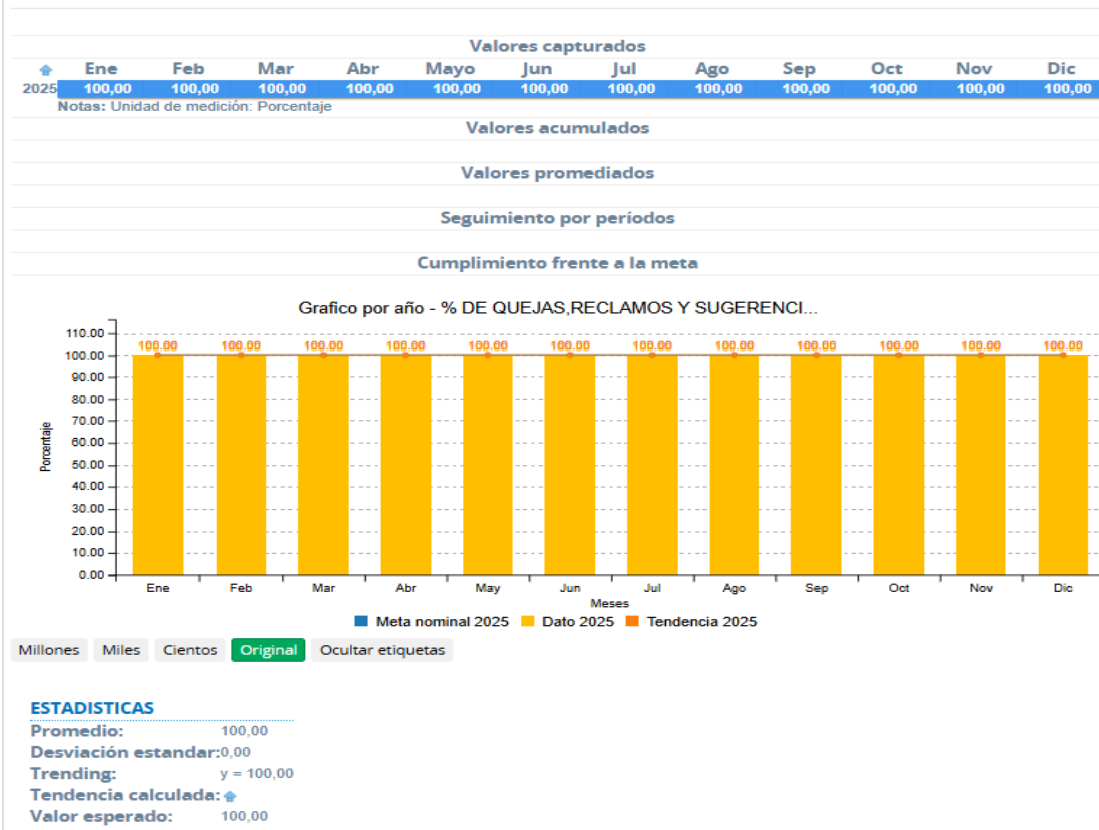 Valores capturados
Ene Feb Mar Abr Mayo Jun Jul Ago Sep Oct Nov Dic
2025 100,00 100,00 100,00 100,00 100,00 100,00 100,00 100,00 100,00 100,00 100,00 100,00
Notas: Unidad de medición: Porcentaje
Valores acumulados
Valores promediados
Seguimiento por períodos
Cumplimiento frente a la meta
Grafico por año - % DE QUEJAS,RECLAMOS Y SUGERENCI...
110.00
100.00 100.00 100.00 100.00 100.00 100.00 100.00 100.00 100.00 100.00 100.00 100.00
100.00
90.00
80.00
70.00
60.00
Porcentaje
50.00
40.00
30.00
20.00
10.00
0.00
Ene Feb Mar Abr May Jun Jul Ago Sep Oct Nov Dic
Meses
Meta nominal 2025 Dato 2025 Tendencia 2025
Millones Miles Cientos Original Ocultar etiquetas
ESTADISTICAS
Promedio: 100,00
Desviación estandar:0,00
Trending: y = 100,00
Tendencia calculada:
Valor esperado: 100,00